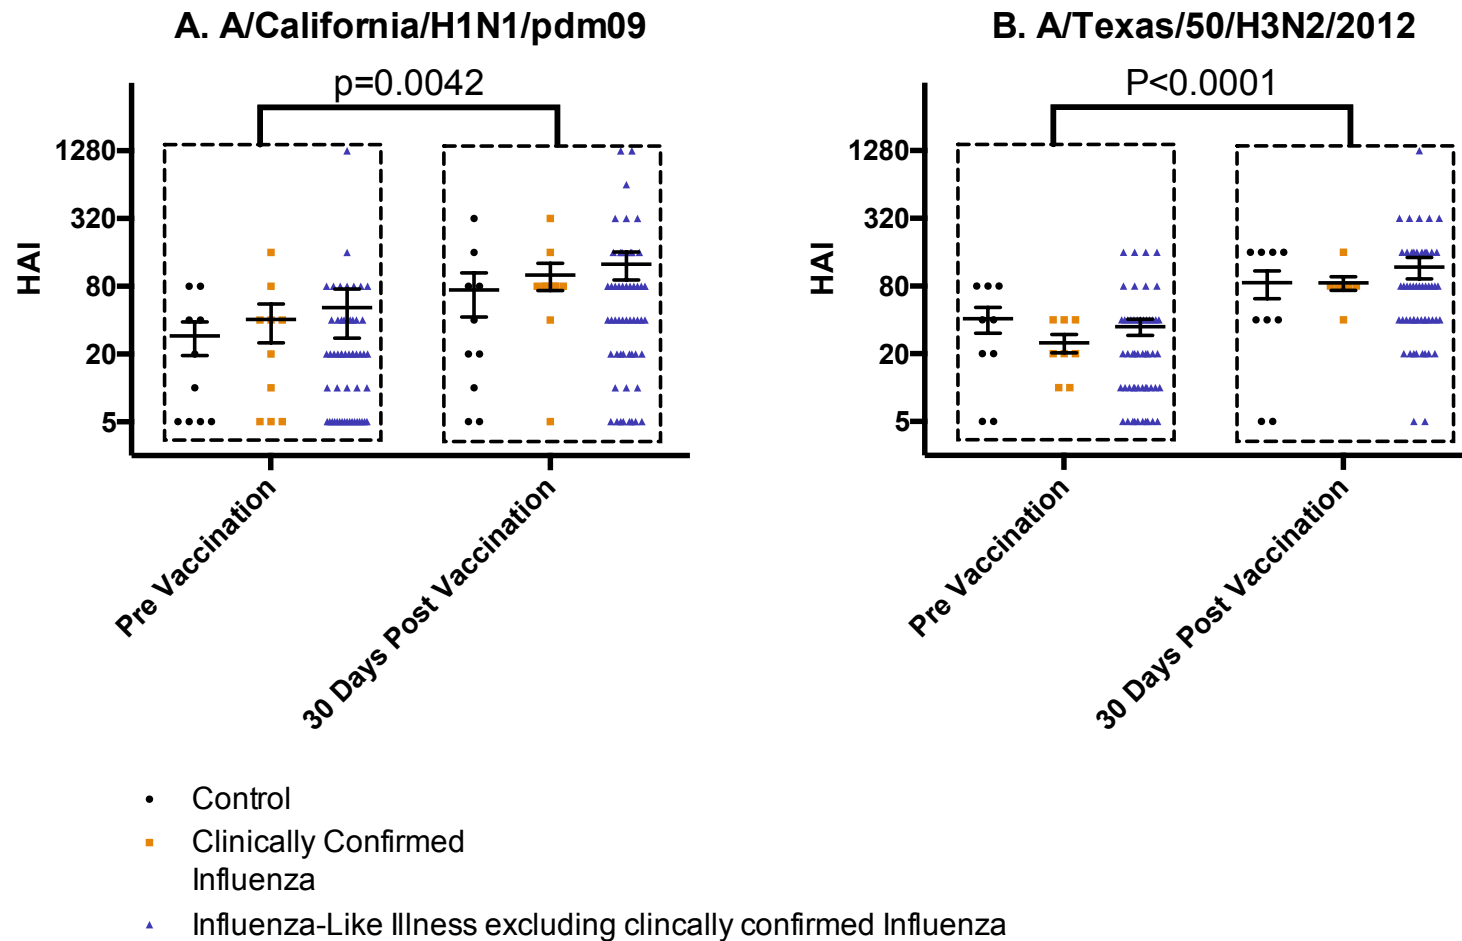 A. A/California/H1N1/pdm09
p=0.0042
HAI
1280
320
80
20
5
Pre Vaccination
30 Days Post Vaccination
B. A/Texas/50/H3N2/2012
P<0.0001
HAI
1280
320
80
20
5
Pre Vaccination
30 Days Post Vaccination
Control
Clinically Confirmed
Influenza
Influenza-Like Illness excluding clincally confirmed Influenza